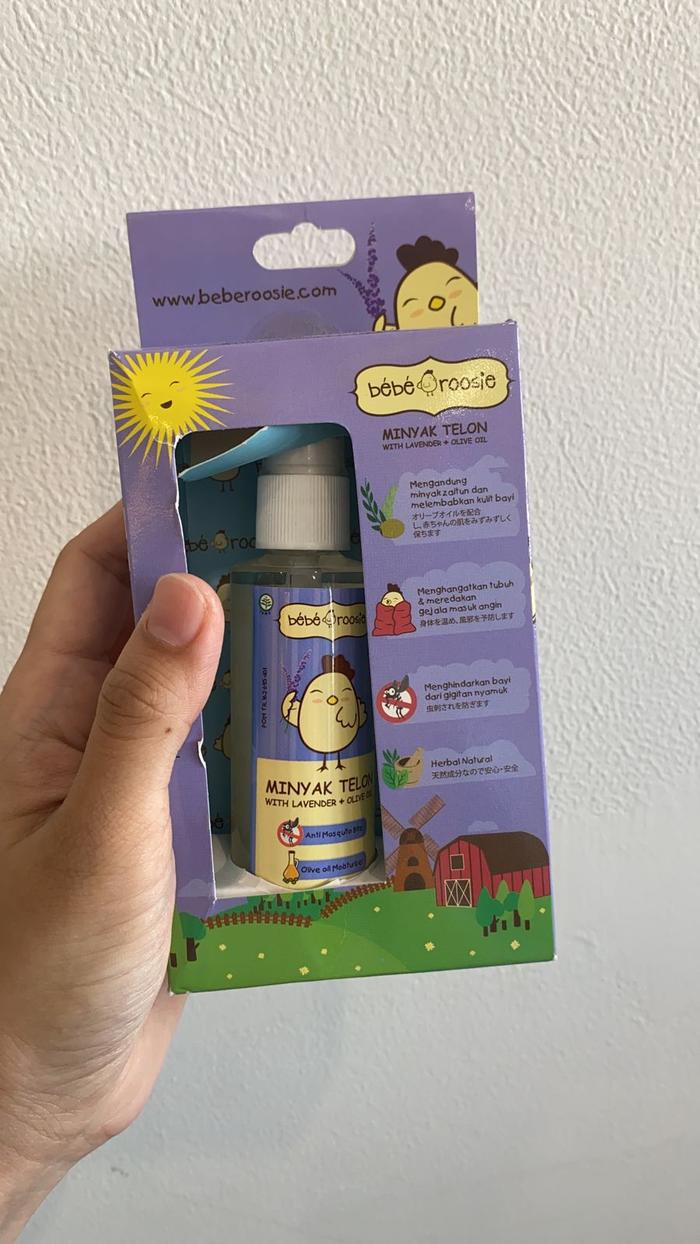 www.beberoosie.com
bébé roosie
MINYAK TELON
WITH LAVENDER + OLIVE OIL
Mengandung
minyak zaitun dan
melembabkan kulit bayi
オリーブオイルを配合
し、赤ちゃんの肌をみずみずしく
保ちます
Menghangatkan tubuh
& meredakan
gejala masuk angin
身体を温め、風邪を予防します
Menghindarkan bayi
dari gigitan nyamuk
虫刺されを防ぎます
Herbal Natural
天然成分なので安心・安全
bébé roosie
MINYAK TELON
WITH LAVENDER + OLIVE OIL
Anti Mosquito Bite
Olive oil Moisturizer